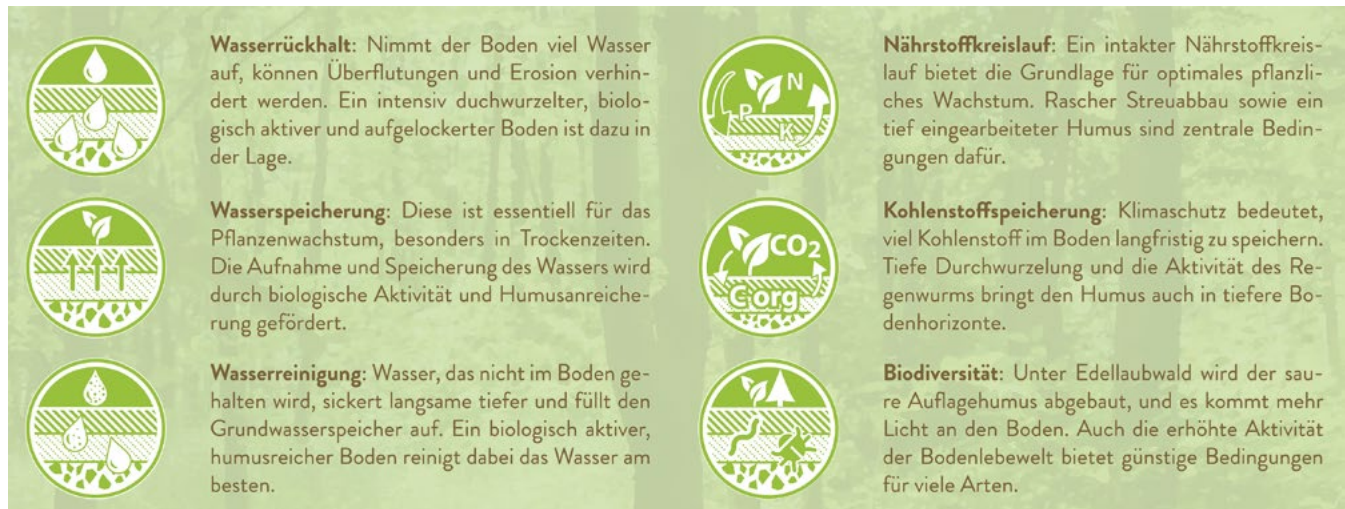 Wasserrückhalt: Nimmt der Boden viel Wasser
auf, können Überflutungen und Erosion verhin-
dert werden. Ein intensiv duchwurzelter, biolo-
gisch aktiver und aufgelockerter Boden ist dazu in
der Lage.
Wasserspeicherung: Diese ist essentiell für das
Pflanzenwachstum, besonders in Trockenzeiten.
Die Aufnahme und Speicherung des Wassers wird
durch biologische Aktivität und Humusanreiche-
rung gefördert.
Wasserreinigung: Wasser, das nicht im Boden ge-
halten wird, sickert langsame tiefer und füllt den
Grundwasserspeicher auf. Ein biologisch aktiver,
humusreicher Boden reinigt dabei das Wasser am
besten.
N
P
K
Nährstoffkreislauf: Ein intakter Nährstoffkreis-
lauf bietet die Grundlage für optimales pflanzli-
ches Wachstum. Rascher Streuabbau sowie ein
tief eingearbeiteter Humus sind zentrale Bedin-
gungen dafür.
CO2
C org
Kohlenstoffspeicherung: Klimaschutz bedeutet,
viel Kohlenstoff im Boden langfristig zu speichern.
Tiefe Durchwurzelung und die Aktivität des Re-
genwurms bringt den Humus auch in tiefere Bo-
denhorizonte.
Biodiversität: Unter Edellaubwald wird der sau-
re Auflagehumus abgebaut, und es kommt mehr
Licht an den Boden. Auch die erhöhte Aktivität
der Bodenlebewelt bietet günstige Bedingungen
für viele Arten.